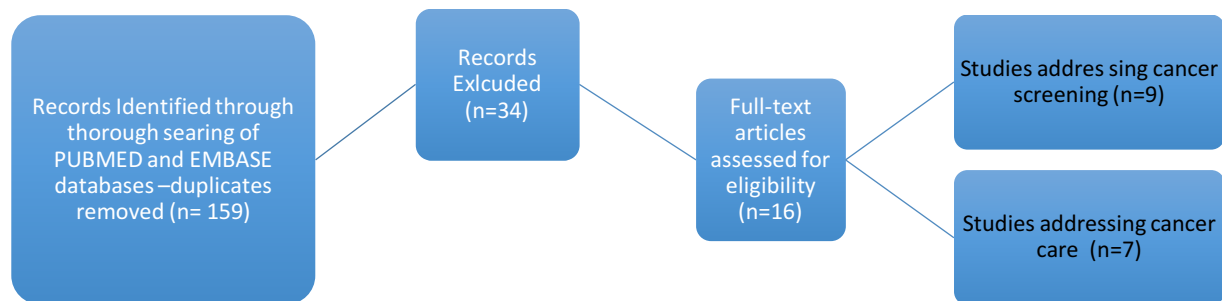 Records Identified through
thorough searing of
PUBMED and EMBASE
databases –duplicates
removed (n= 159)
Records
Exlcuded
(n=34)
Full-text
articles
assessed for
eligibility
(n=16)
Studies addres sing cancer
screening (n=9)
Studies addressing cancer
care (n=7)